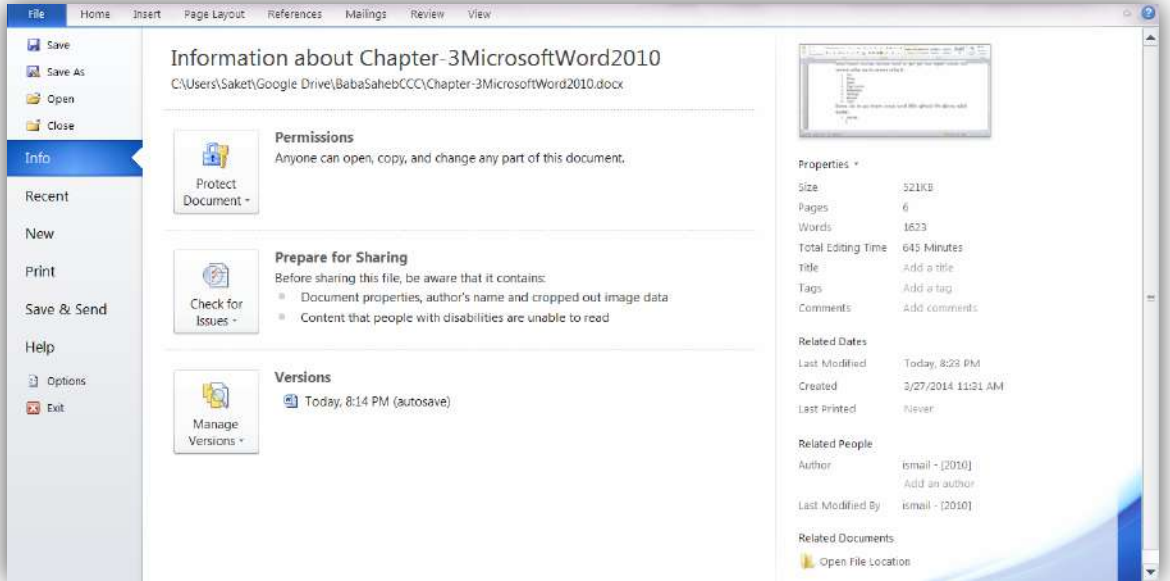 File Home Insert Page Layout References Mailings Review View
Save
Save As
Open
Close
Info
Recent
New
Print
Save & Send
Help
Options
Exit
Information about Chapter-3MicrosoftWord2010
C:\Users\Saket\Google Drive\BabaSahebCCC\Chapter-3MicrosoftWord2010.docx
Protect
Document
Permissions
Anyone can open, copy, and change any part of this document.
Check for
Issues
Prepare for Sharing
Before sharing this file, be aware that it contains:
Document properties, author's name and cropped out image data
Content that people with disabilities are unable to read
Manage
Versions
Versions
Today, 8:14 PM (autosave)
Properties
Size 521KB
Pages 6
Words 1623
Total Editing Time 645 Minutes
Title Add a title
Tags Add a tag
Comments Add comments
Related Dates
Last Modified Today, 8:23 PM
Created 3/27/2014 11:31 AM
Last Printed Never
Related People
Author ismail - [2010]
Add an author
Last Modified By ismail - [2010]
Related Documents
Open File Location